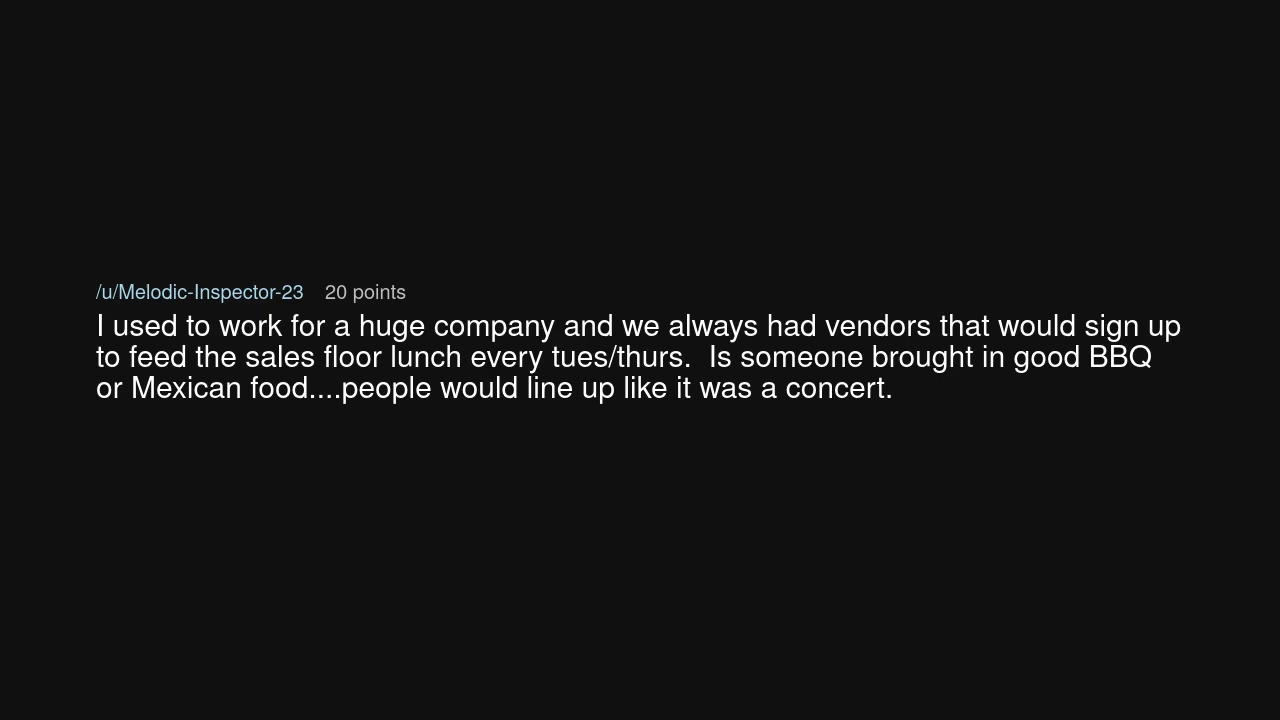 /u/Melodic-Inspector-23 20 points
I used to work for a huge company and we always had vendors that would sign up
to feed the sales floor lunch every tues/thurs.  Is someone brought in good BBQ
or Mexican food....people would line up like it was a concert.